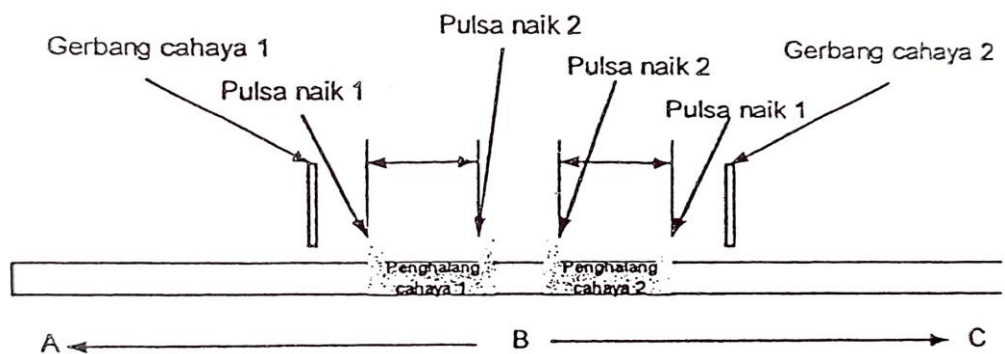 Pulsa naik 2
Gerbang cahaya 1
Pulsa naik 2
Gerbang cahaya 2
Pulsa naik 1
Pulsa naik 1
Penghalang
cahaya 1
Penghalang
cahaya 2
A
B
C